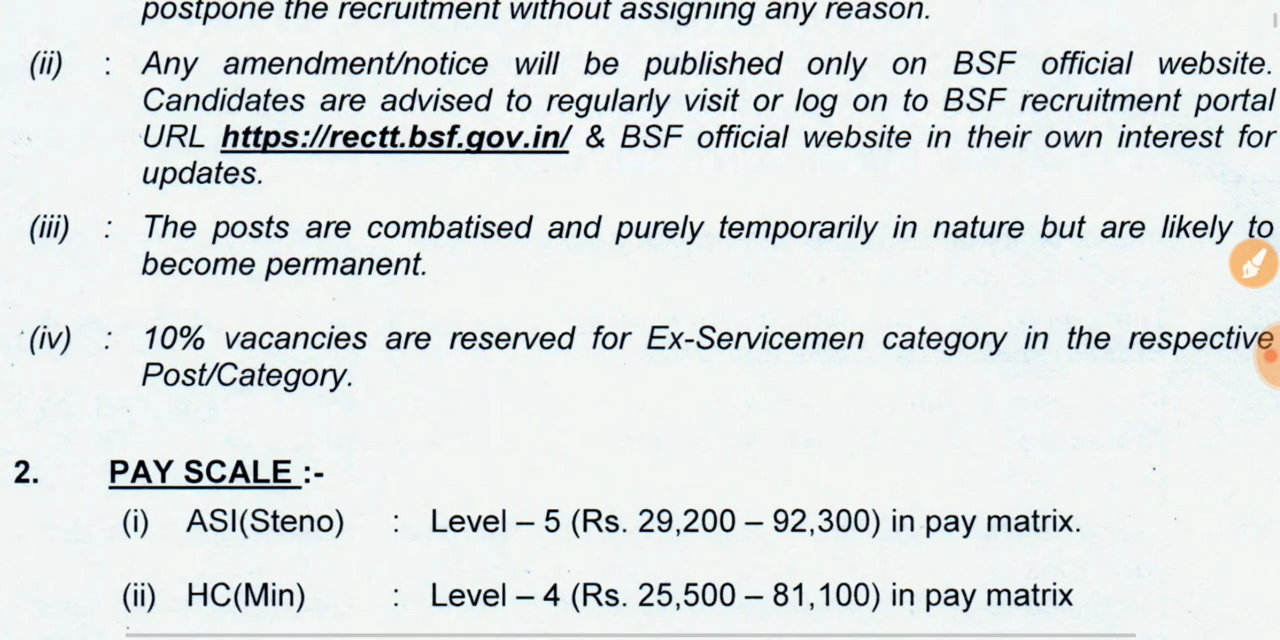 postpone the recruitment without assigning any reason.
(ii) : Any amendment/notice will be published only on BSF official website.
Candidates are advised to regularly visit or log on to BSF recruitment portal
URL https://rectt.bsf.gov.in/ & BSF official website in their own interest for
updates.
(iii) : The posts are combatised and purely temporarily in nature but are likely to
become permanent.
(iv) : 10% vacancies are reserved for Ex-Servicemen category in the respective
Post/Category.
2. PAY SCALE :-
(i) ASI(Steno) : Level – 5 (Rs. 29,200 – 92,300) in pay matrix.
(ii) HC(Min) : Level – 4 (Rs. 25,500 – 81,100) in pay matrix